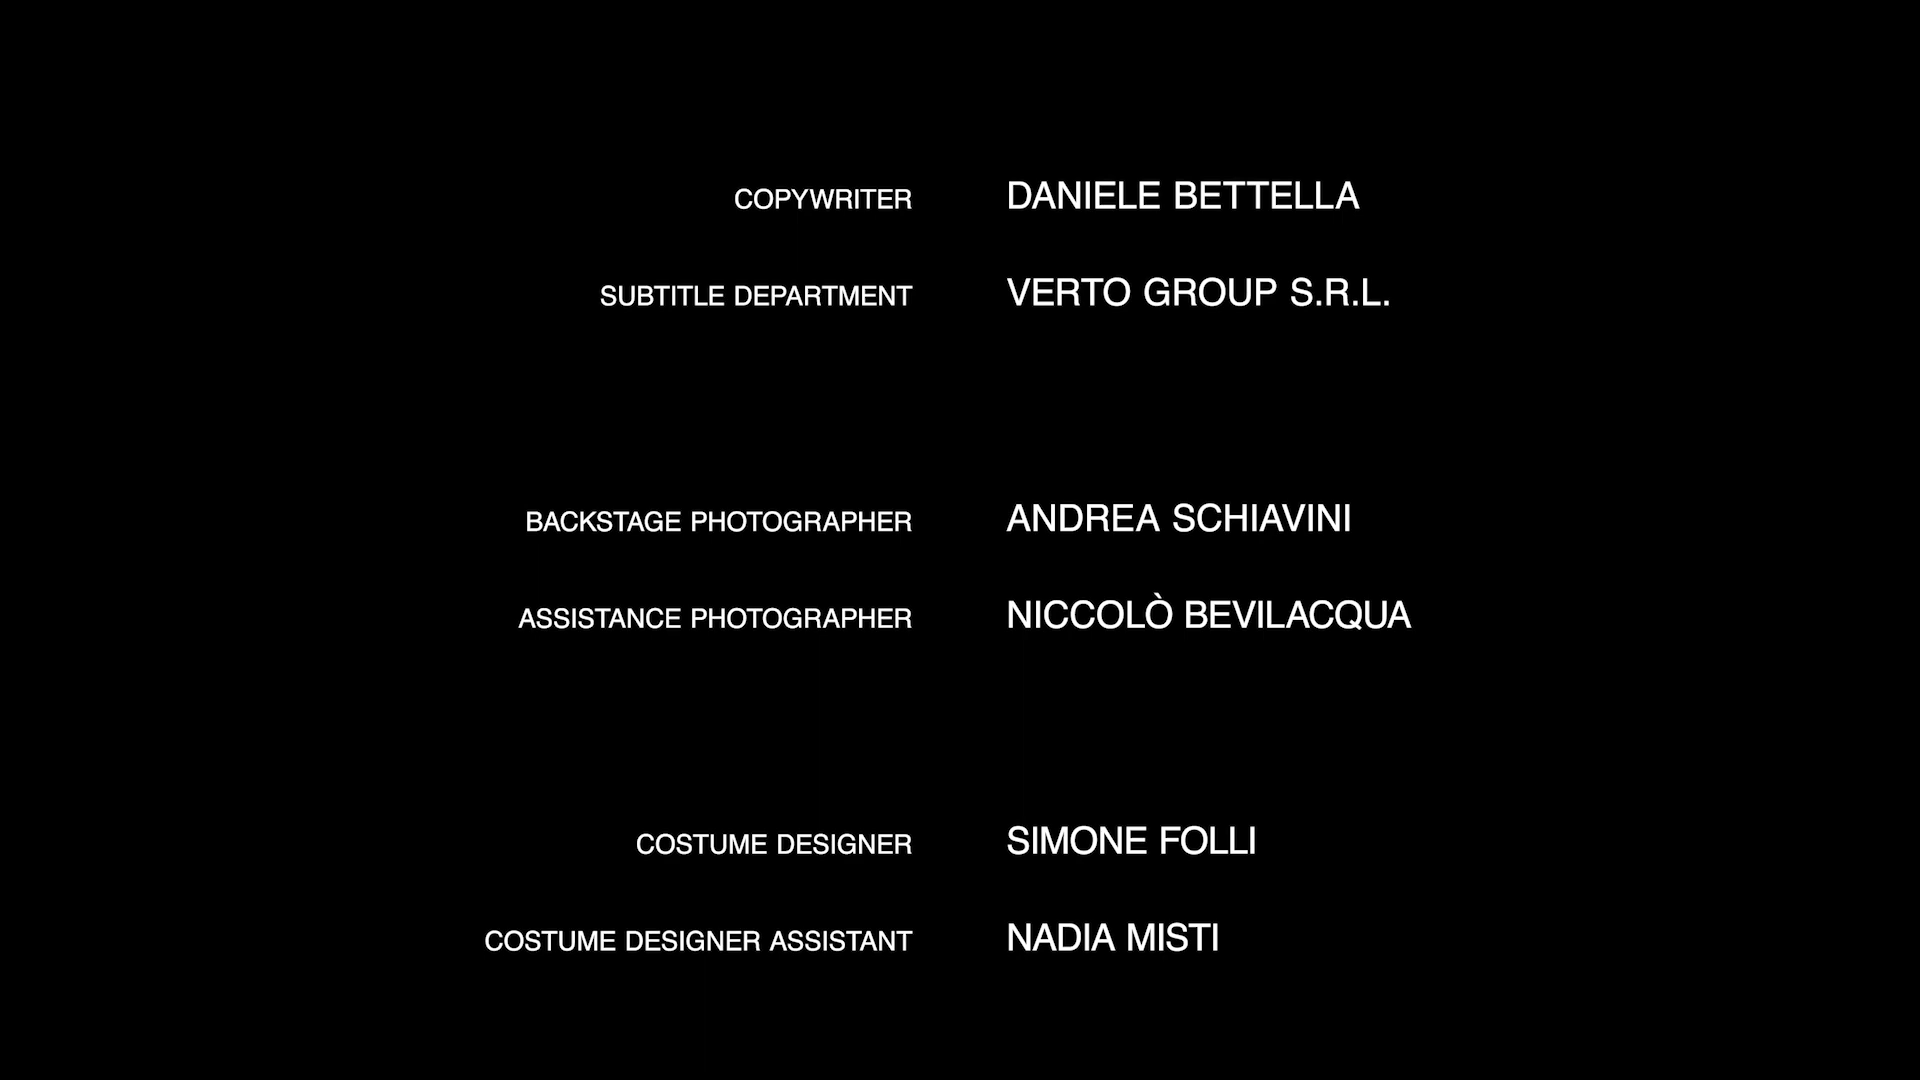 COPYWRITER DANIELE BETTELLA
SUBTITLE DEPARTMENT VERTO GROUP S.R.L.
BACKSTAGE PHOTOGRAPHER ANDREA SCHIAVINI
ASSISTANCE PHOTOGRAPHER NICCOLÒ BEVILACQUA
COSTUME DESIGNER SIMONE FOLLI
COSTUME DESIGNER ASSISTANT NADIA MISTI